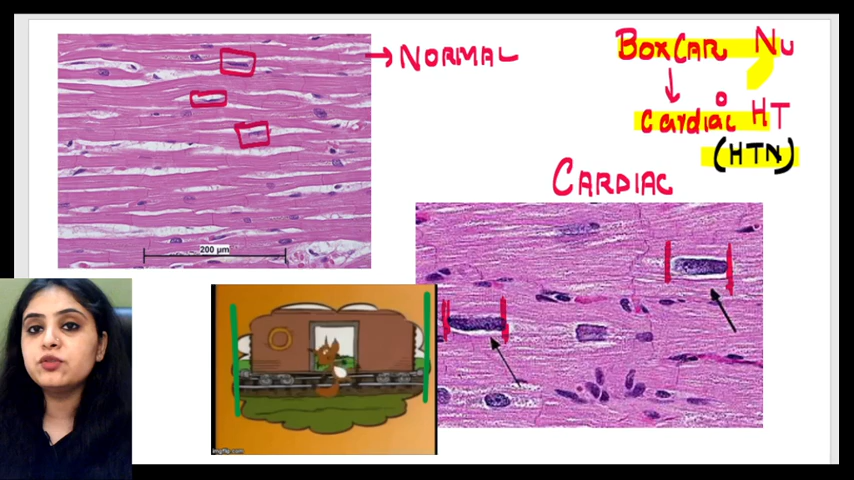 → NORMAL
BOXCAR NU
↓
Cardiac HT
(HTN)
CARDIAC
200 µm
imgflip.com